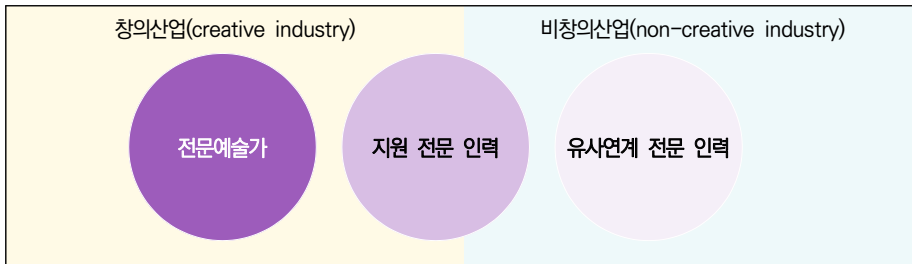 창의산업(creative industry)
비창의산업(non-creative industry)
전문예술가
지원 전문 인력
유사연계 전문 인력